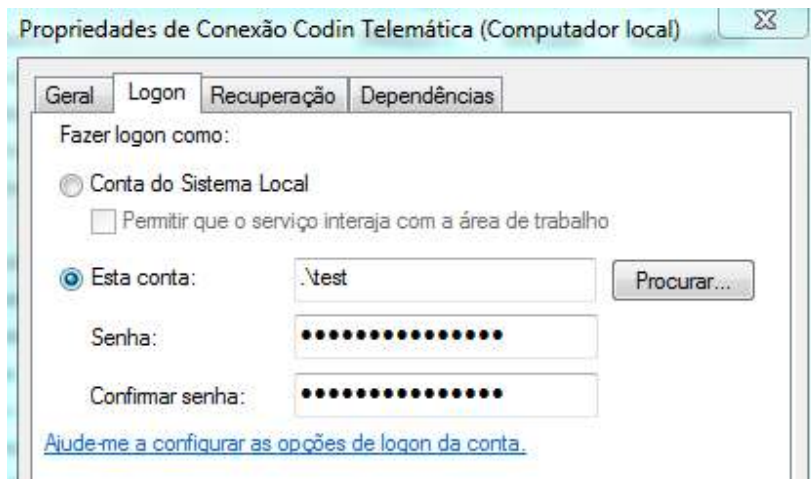 Propriedades de Conexão Codin Telemática (Computador local)
Geral Logon Recuperação Dependências
Fazer logon como:
Conta do Sistema Local
Permitir que o serviço interaja com a área de trabalho
Esta conta: .\test Procurar...
Senha: •••••••••••••••
Confirmar senha: •••••••••••••••
Ajude-me a configurar as opções de logon da conta.